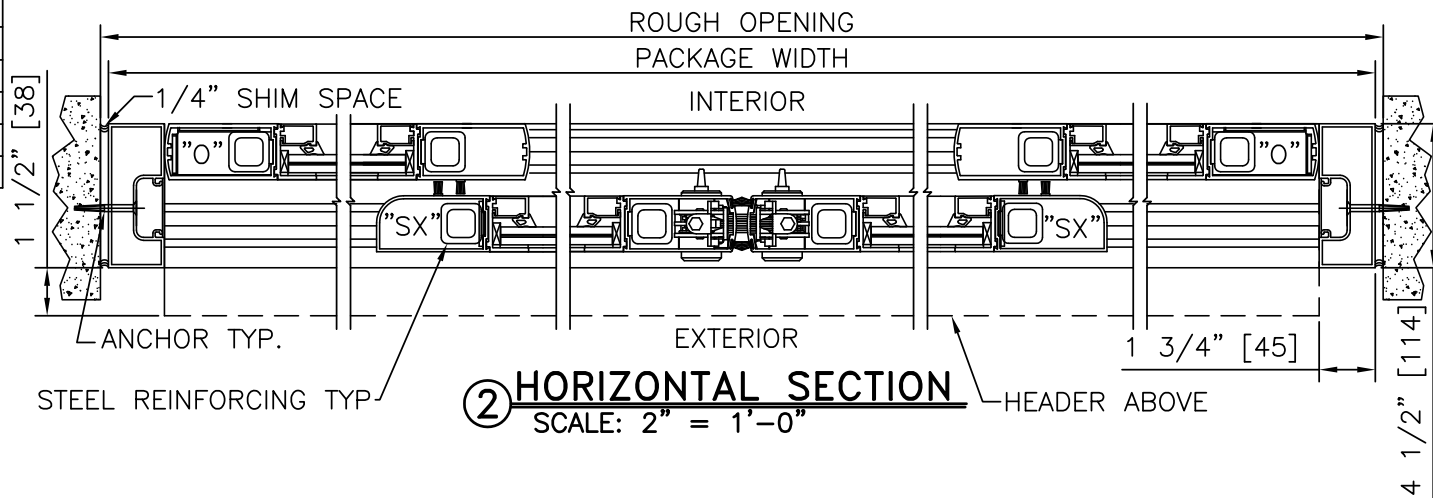 ROUGH OPENING
PACKAGE WIDTH
1/4" SHIM SPACE
INTERIOR
1 1/2" [38]
"O"
"O"
"SX"
"SX"
ANCHOR TYP.
EXTERIOR
1 3/4" [45]
4 1/2" [114]
STEEL REINFORCING TYP
2 HORIZONTAL SECTION
HEADER ABOVE
SCALE: 2" = 1'-0"